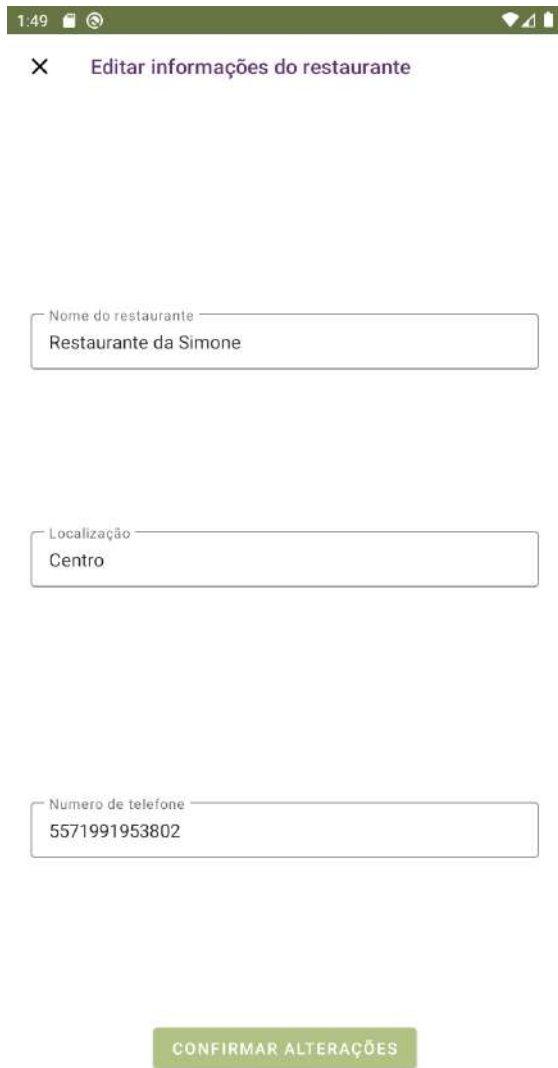 1:49
Editar informações do restaurante
Nome do restaurante
Restaurante da Simone
Localização
Centro
Numero de telefone
5571991953802
CONFIRMAR ALTERAÇÕES